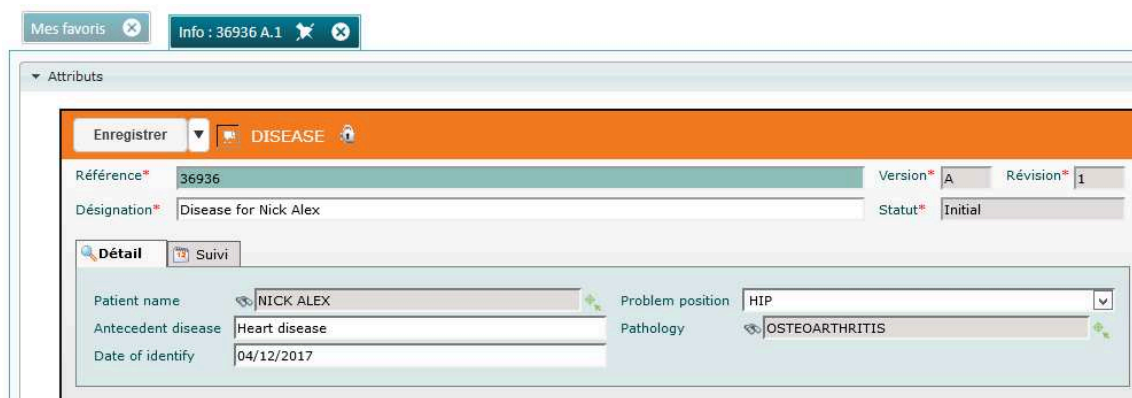 Mes favoris
Info : 36936 A.1
Attributs
Enregistrer DISEASE
Référence* 36936 Version* A Révision* 1
Désignation* Disease for Nick Alex Statut* Initial
Détail Suivi
Patient name NICK ALEX Problem position HIP
Antecedent disease Heart disease Pathology OSTEOARTHRITIS
Date of identify 04/12/2017